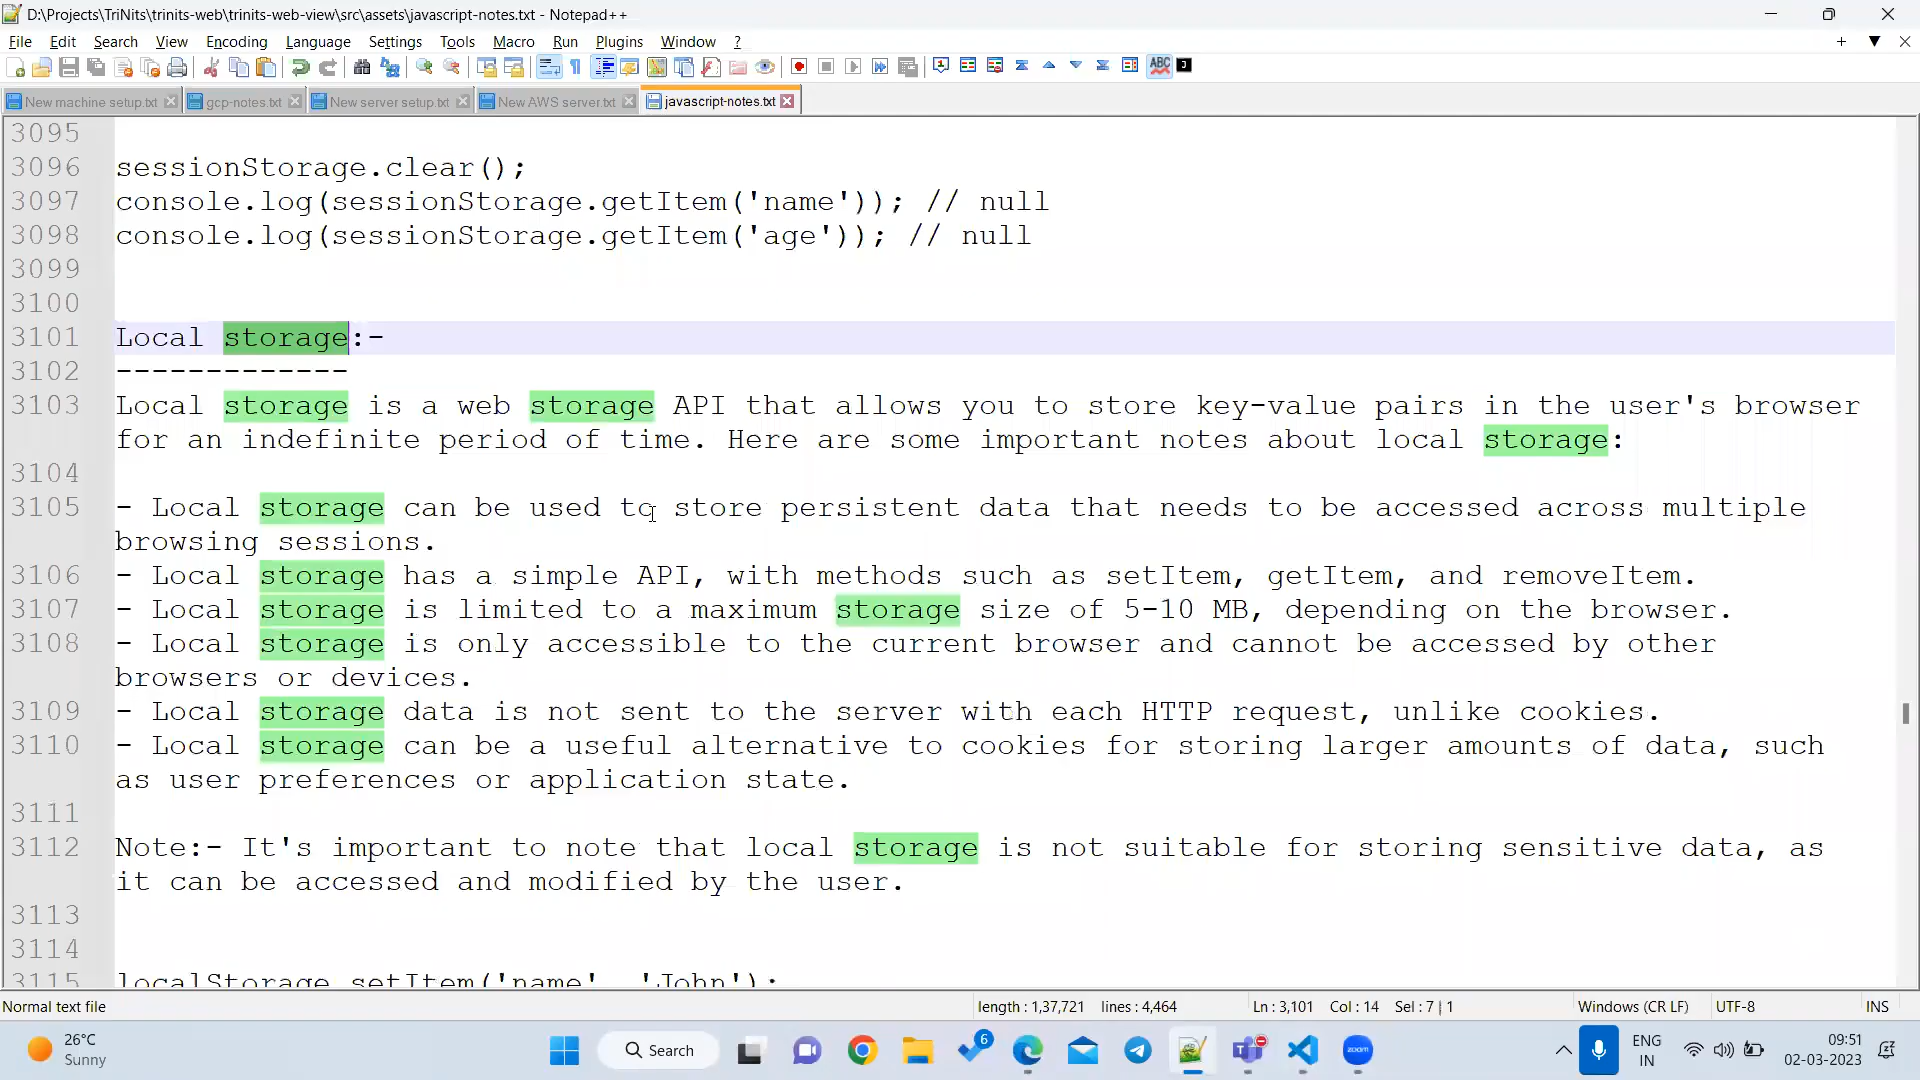 D:\Projects\TriNits\trinits-web\trinits-web-view\src\assets\javascript-notes.txt - Notepad++
File Edit Search View Encoding Language Settings Tools Macro Run Plugins Window ?
New machine setup.txt gcp-notes.txt New server setup.txt New AWS server.txt javascript-notes.txt
3095
3096 sessionStorage.clear();
3097 console.log(sessionStorage.getItem('name')); // null
3098 console.log(sessionStorage.getItem('age')); // null
3099
3100
3101 Local storage:-
3102 -------------
3103 Local storage is a web storage API that allows you to store key-value pairs in the user's browser
for an indefinite period of time. Here are some important notes about local storage:
3104
3105 - Local storage can be used to store persistent data that needs to be accessed across multiple
browsing sessions.
3106 - Local storage has a simple API, with methods such as setItem, getItem, and removeItem.
3107 - Local storage is limited to a maximum storage size of 5-10 MB, depending on the browser.
3108 - Local storage is only accessible to the current browser and cannot be accessed by other
browsers or devices.
3109 - Local storage data is not sent to the server with each HTTP request, unlike cookies.
3110 - Local storage can be a useful alternative to cookies for storing larger amounts of data, such
as user preferences or application state.
3111
3112 Note:- It's important to note that local storage is not suitable for storing sensitive data, as
it can be accessed and modified by the user.
3113
3114
3115 localStorage.setItem('name', 'John');
Normal text file length : 1,37,721 lines : 4,464 Ln : 3,101 Col : 14 Sel : 7 | 1 Windows (CR LF) UTF-8 INS
26°C
Sunny
Search
6
zoom
ENG
IN
09:51
02-03-2023